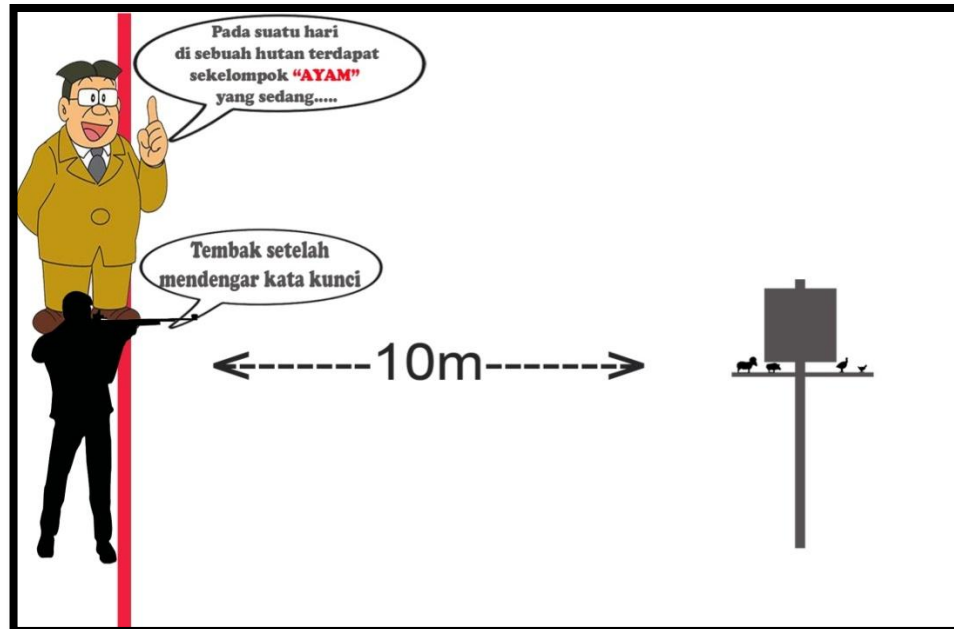 Pada suatu hari
di sebuah hutan terdapat
sekelompok “AYAM”
yang sedang.....
Tembak setelah
mendengar kata kunci
<-------10m------->